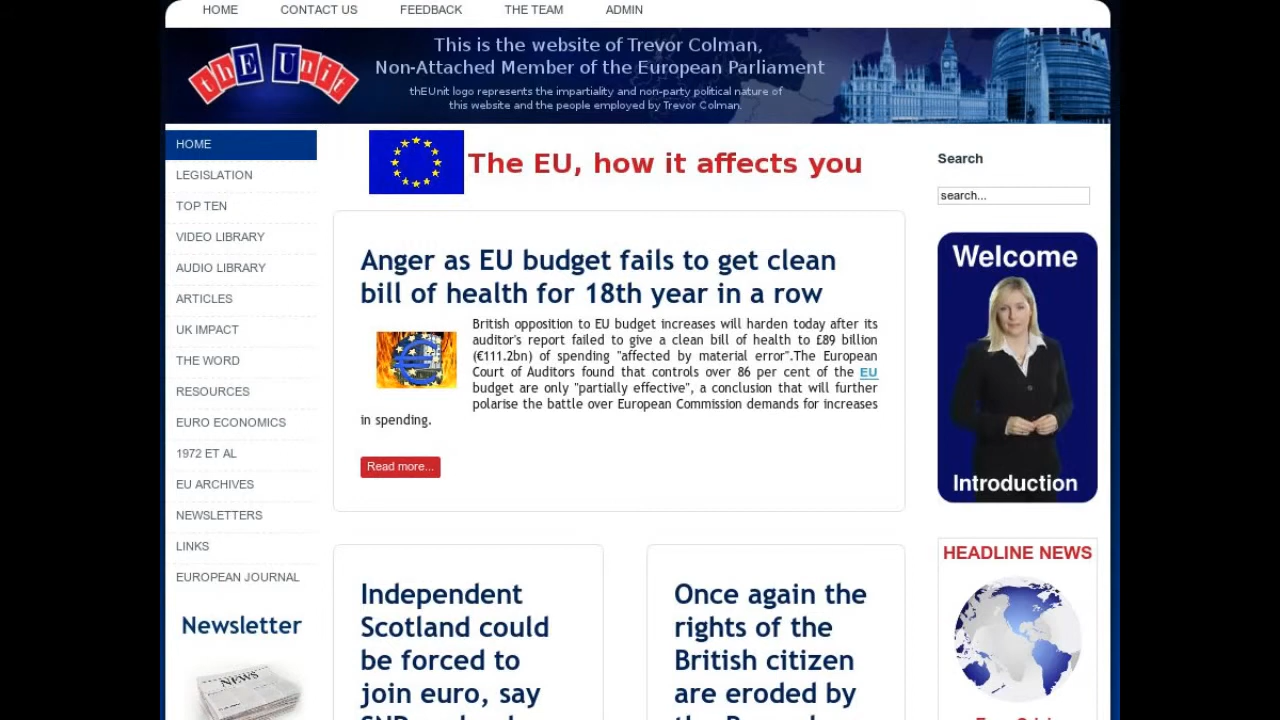 HOME CONTACT US FEEDBACK THE TEAM ADMIN
thEUnit
This is the website of Trevor Colman,
Non-Attached Member of the European Parliament
thEUnit logo represents the impartiality and non-party political nature of
this website and the people employed by Trevor Colman.
HOME
LEGISLATION
TOP TEN
VIDEO LIBRARY
AUDIO LIBRARY
ARTICLES
UK IMPACT
THE WORD
RESOURCES
EURO ECONOMICS
1972 ET AL
EU ARCHIVES
NEWSLETTERS
LINKS
EUROPEAN JOURNAL
Newsletter
NEWS
The EU, how it affects you
Anger as EU budget fails to get clean
bill of health for 18th year in a row
British opposition to EU budget increases will harden today after its
auditor's report failed to give a clean bill of health to £89 billion
(€111.2bn) of spending "affected by material error".The European
Court of Auditors found that controls over 86 per cent of the EU
budget are only "partially effective", a conclusion that will further
polarise the battle over European Commission demands for increases
in spending.
Read more...
Independent
Scotland could
be forced to
join euro, say
Once again the
rights of the
British citizen
are eroded by
Search
search...
Welcome
Introduction
HEADLINE NEWS